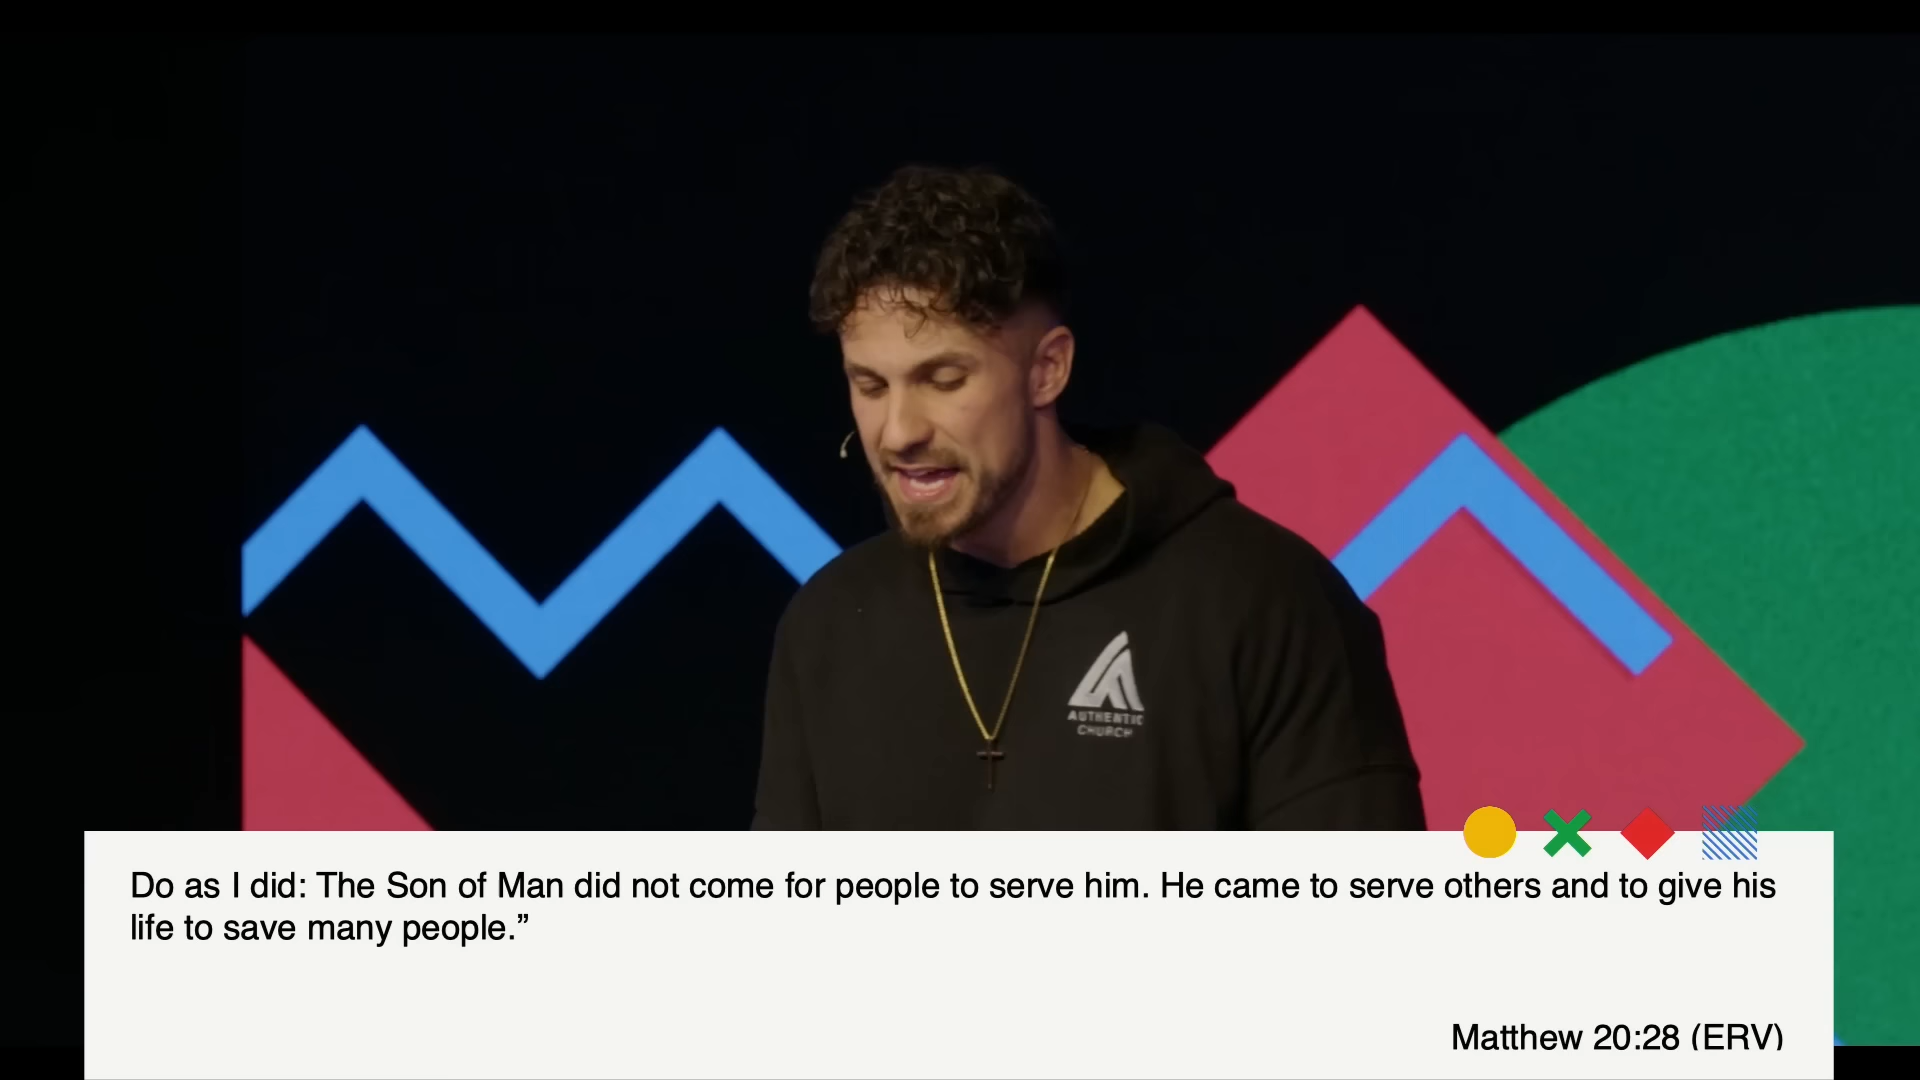 AUTHENTIC
CHURCH
Do as I did: The Son of Man did not come for people to serve him. He came to serve others and to give his
life to save many people.”
Matthew 20:28 (ERV)